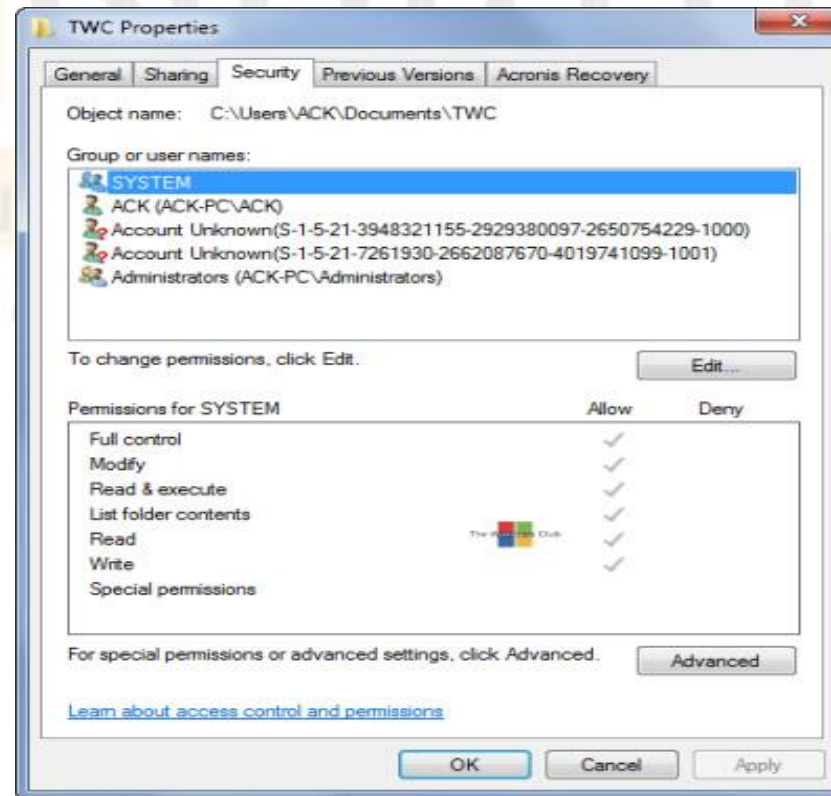 TWC Properties
General Sharing Security Previous Versions Acronis Recovery
Object name: C:\Users\ACK\Documents\TWC
Group or user names:
SYSTEM
ACK (ACK-PC\ACK)
Account Unknown(S-1-5-21-3948321155-2929380097-2650754229-1000)
Account Unknown(S-1-5-21-7261930-2662087670-4019741099-1001)
Administrators (ACK-PC\Administrators)
To change permissions, click Edit.
Edit...
Permissions for SYSTEM Allow Deny
Full control
Modify
Read & execute
List folder contents
Read
The Club
Write
Special permissions
For special permissions or advanced settings, click Advanced.
Advanced
Learn about access control and permissions
OK Cancel Apply